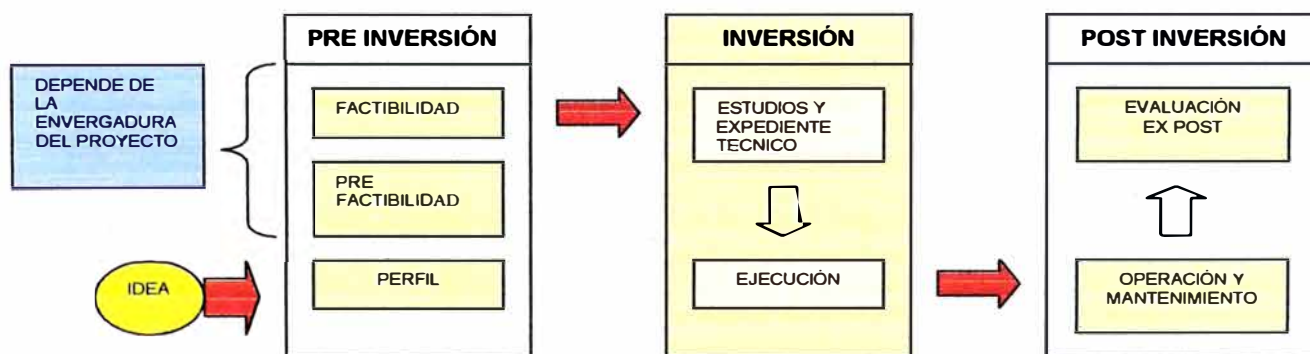 PRE INVERSIÓN
DEPENDE DE
LA
ENVERGADURA
DEL PROYECTO
FACTIBILIDAD
PRE
FACTIBILIDAD
IDEA
PERFIL
INVERSIÓN
ESTUDIOS Y
EXPEDIENTE
TECNICO
EJECUCIÓN
POST INVERSIÓN
EVALUACIÓN
EX POST
OPERACIÓN Y
MANTENIMIENTO